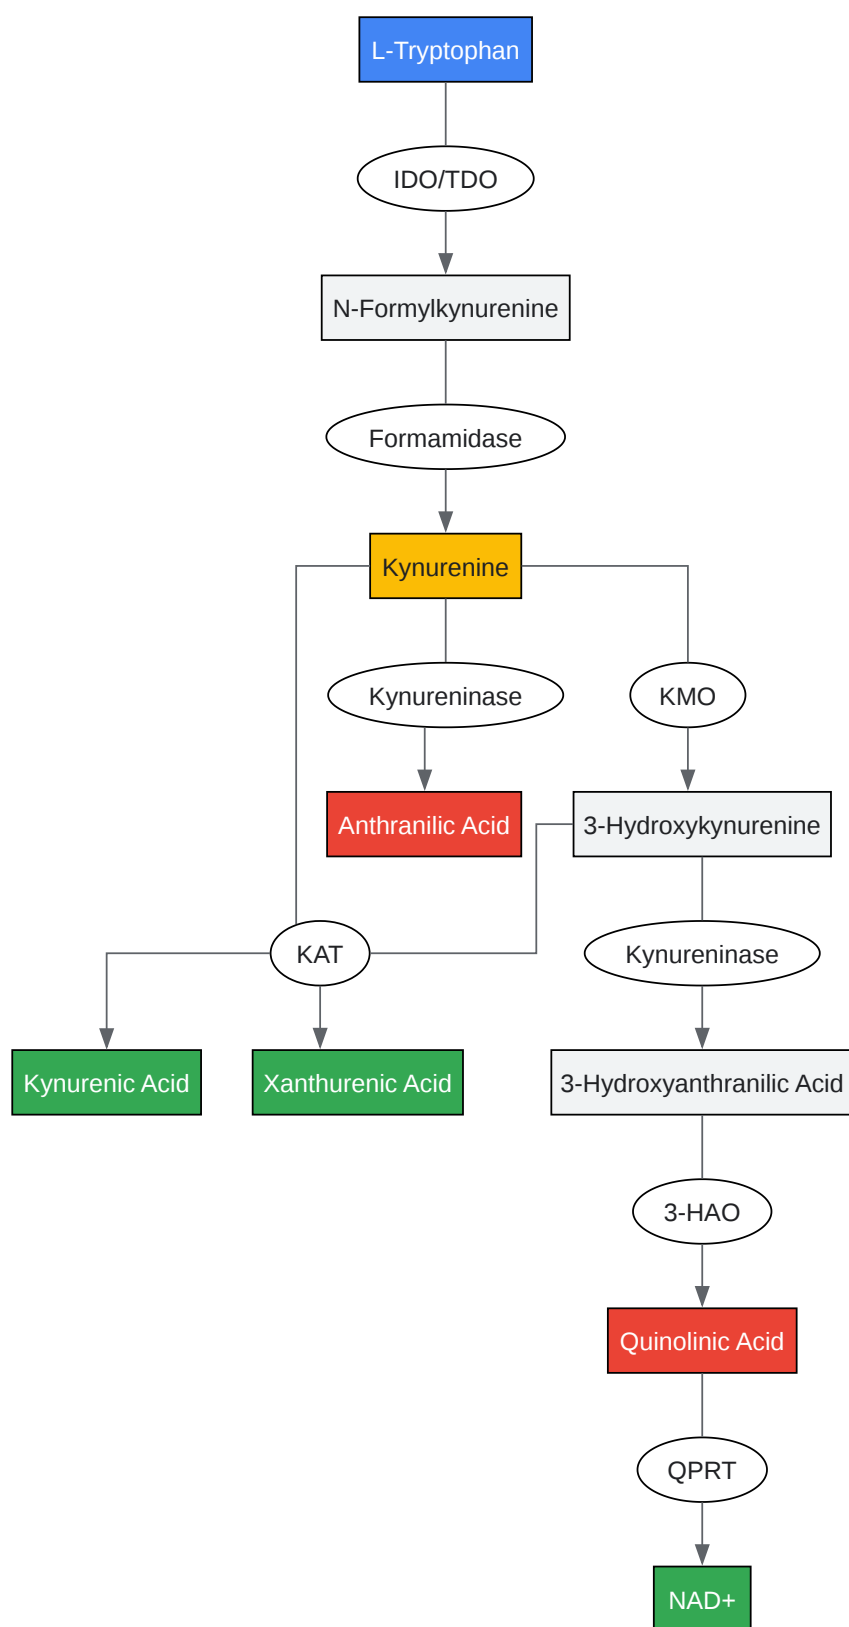 L-Tryptophan
IDO/TDO
N-Formylkynurenine
Formamidase
Kynurenine
Kynureninase
KMO
Anthranilic Acid
3-Hydroxykynurenine
KAT
Kynureninase
Kynurenic Acid
Xanthurenic Acid
3-Hydroxyanthranilic Acid
3-HAO
Quinolinic Acid
QPRT
NAD+